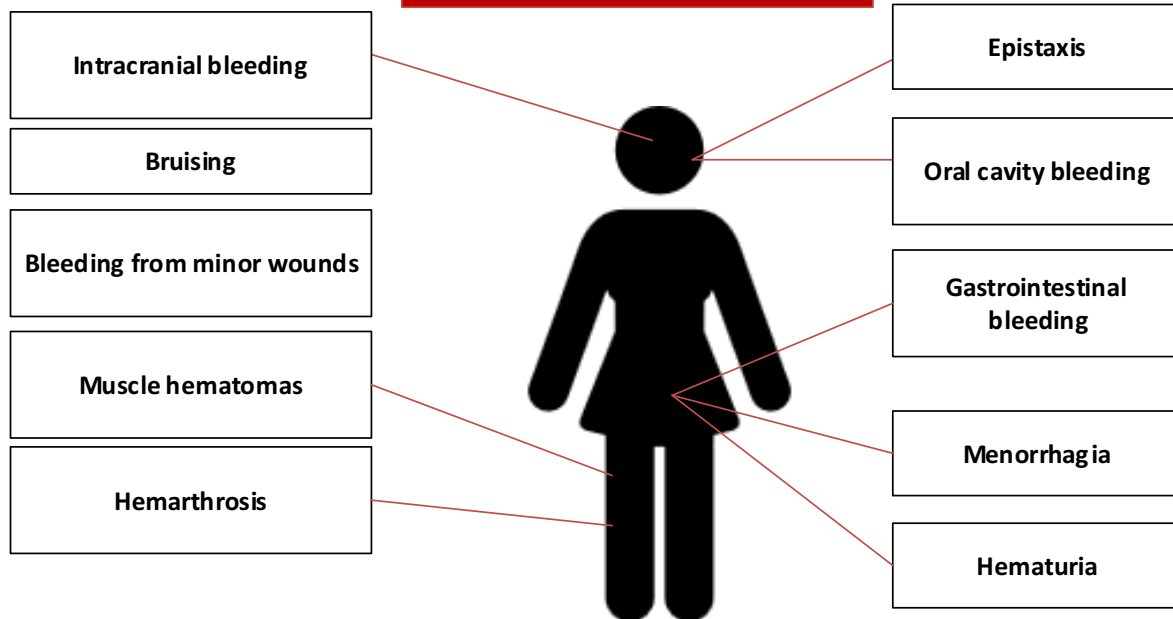 Intracranial bleeding
Bruising
Bleeding from minor wounds
Muscle hematomas
Hemarthrosis
Epistaxis
Oral cavity bleeding
Gastrointestinal
bleeding
Menorrhagia
Hematuria